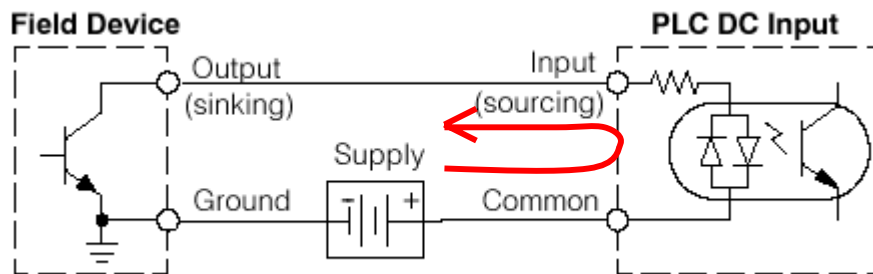 Field Device
PLC DC Input
Output
(sinking)
Input
(sourcing)
Supply
- +
Ground
Common